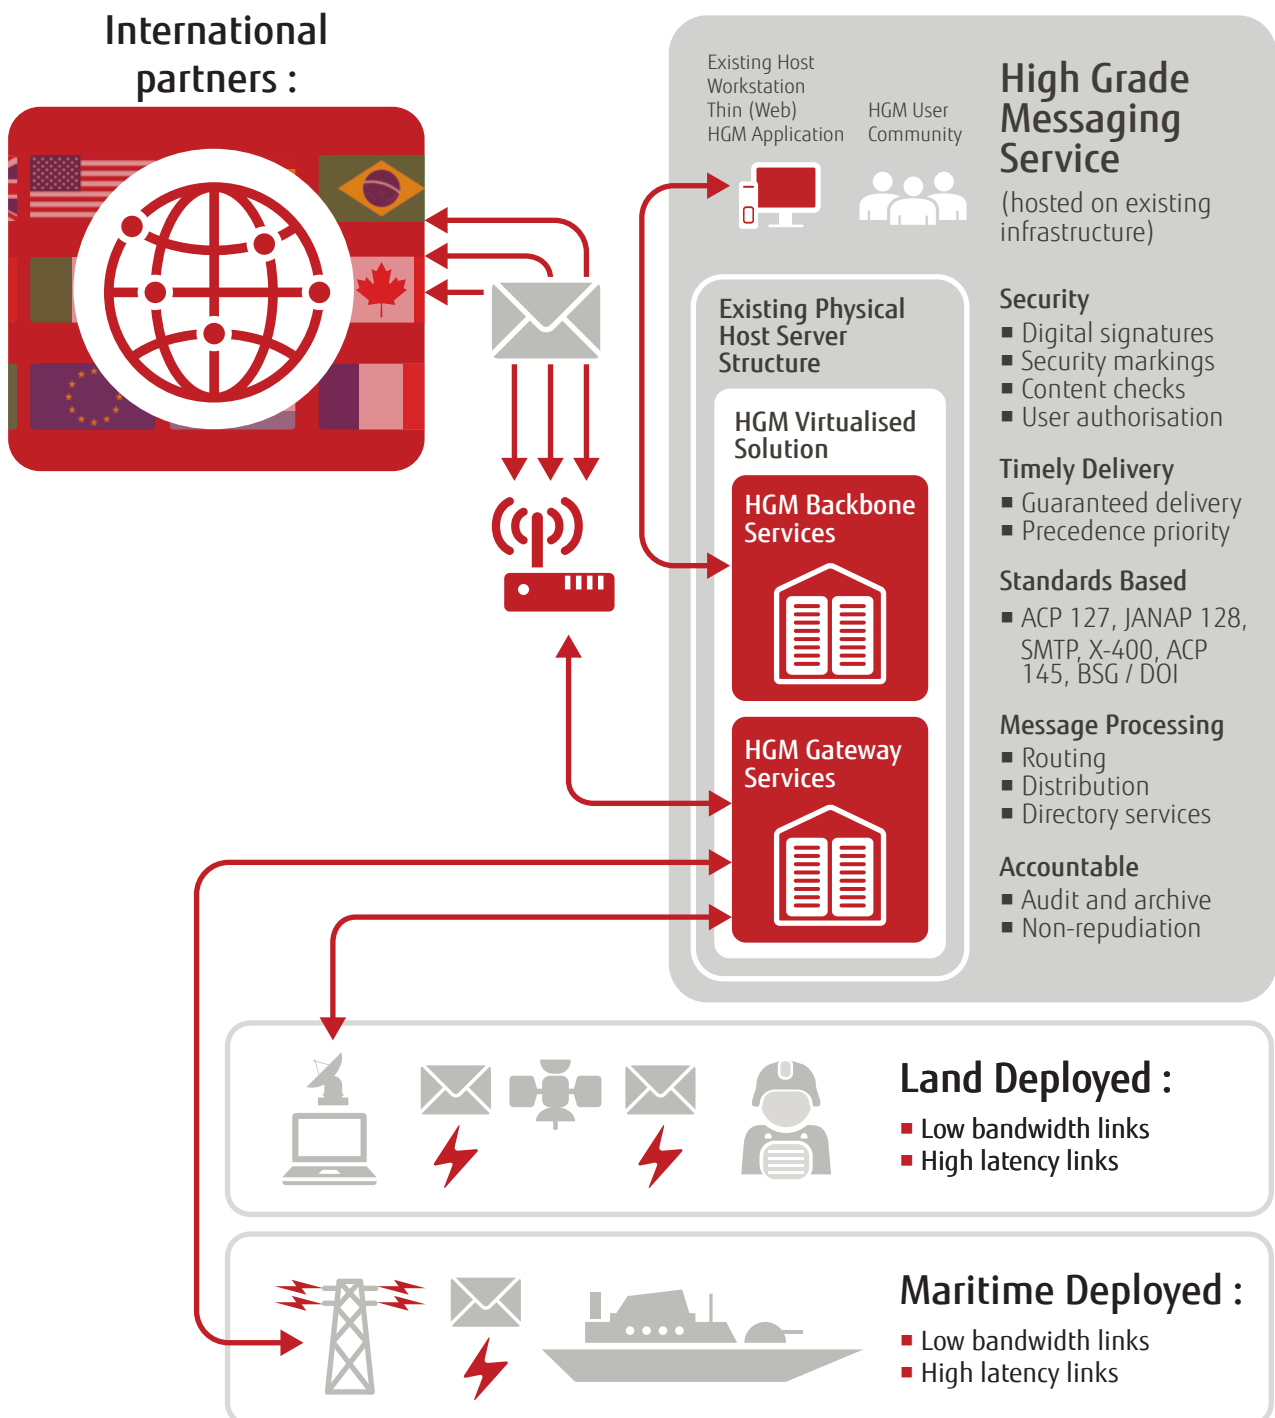 International
partners :
Existing Host
Workstation
Thin (Web)
HGM Application
HGM User
Community
High Grade
Messaging
Service
(hosted on existing
infrastructure)
Existing Physical
Host Server
Structure
HGM Virtualised
Solution
HGM Backbone
Services
HGM Gateway
Services
Security
▪ Digital signatures
▪ Security markings
▪ Content checks
▪ User authorisation
Timely Delivery
▪ Guaranteed delivery
▪ Precedence priority
Standards Based
▪ ACP 127, JANAP 128,
SMTP, X-400, ACP
145, BSG / DOI
Message Processing
▪ Routing
▪ Distribution
▪ Directory services
Accountable
▪ Audit and archive
▪ Non-repudiation
Land Deployed :
▪ Low bandwidth links
▪ High latency links
Maritime Deployed :
▪ Low bandwidth links
▪ High latency links